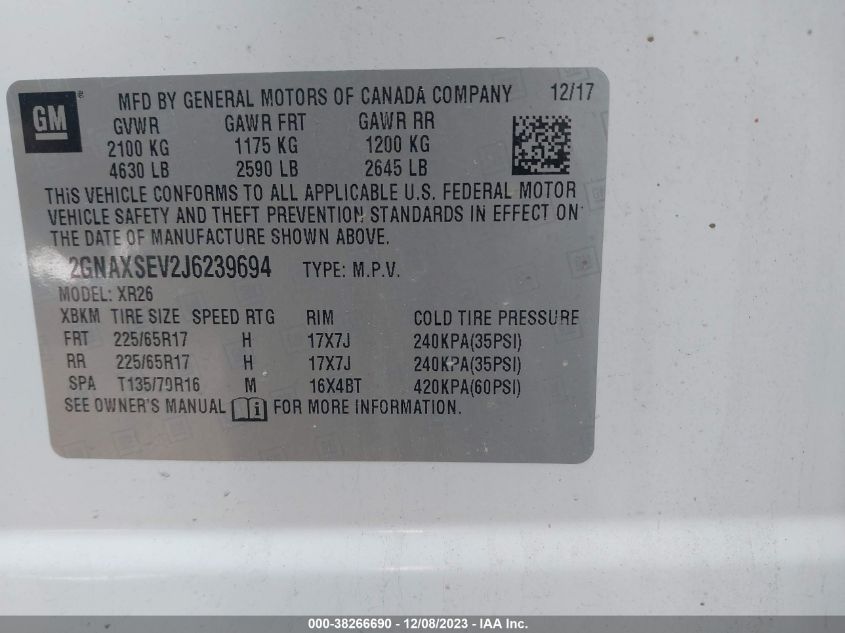 GM ® MFD BY GENERAL MOTORS OF CANADA COMPANY 12/17
GVWR GAWR FRT GAWR RR
2100 KG 1175 KG 1200 KG
4630 LB 2590 LB 2645 LB
THIS VEHICLE CONFORMS TO ALL APPLICABLE U.S. FEDERAL MOTOR
VEHICLE SAFETY AND THEFT PREVENTION STANDARDS IN EFFECT ON
THE DATE OF MANUFACTURE SHOWN ABOVE.
2GNAXSEV2J6239694 TYPE: M.P.V.
MODEL: XR26
XBKM TIRE SIZE SPEED RTG RIM COLD TIRE PRESSURE
FRT 225/65R17 H 17X7J 240KPA(35PSI)
RR 225/65R17 H 17X7J 240KPA(35PSI)
SPA T135/70R16 M 16X4BT 420KPA(60PSI)
SEE OWNER'S MANUAL i FOR MORE INFORMATION.
000-38266690 - 12/08/2023 - IAA Inc.